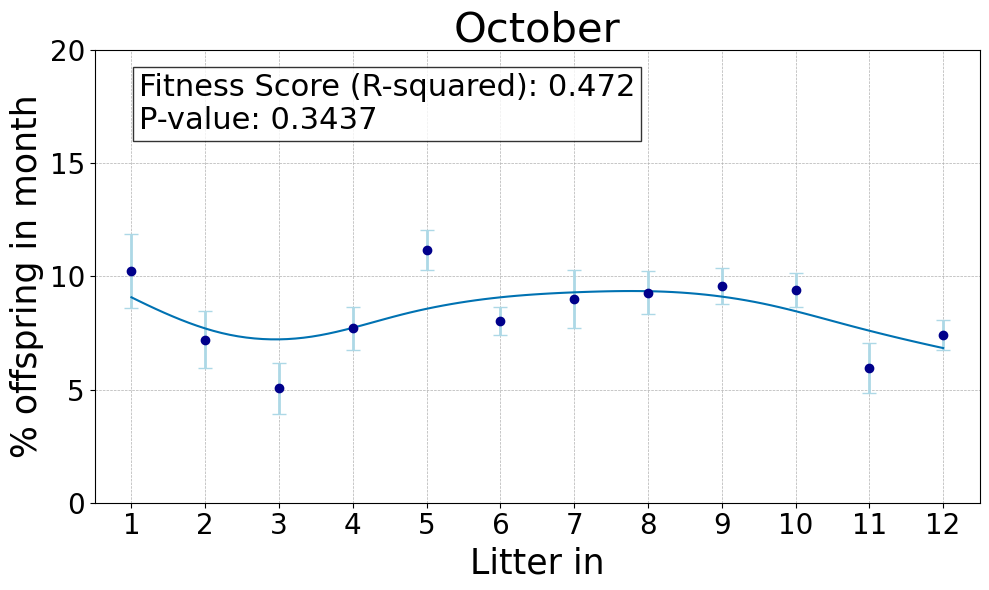 October
Fitness Score (R-squared): 0.472
P-value: 0.3437
% offspring in month
20
15
10
5
0
1 2 3 4 5 6 7 8 9 10 11 12
Litter in